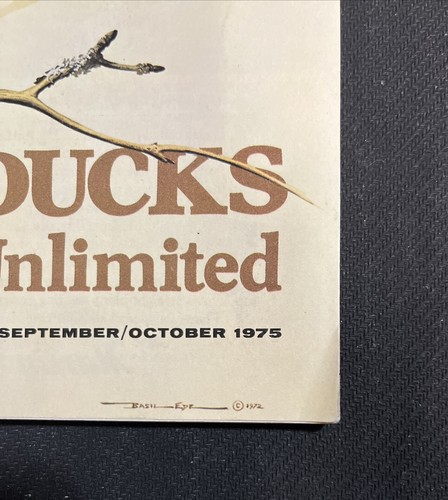 DUCKS
Unlimited
SEPTEMBER/OCTOBER 1975
BASIL EDE © 1972